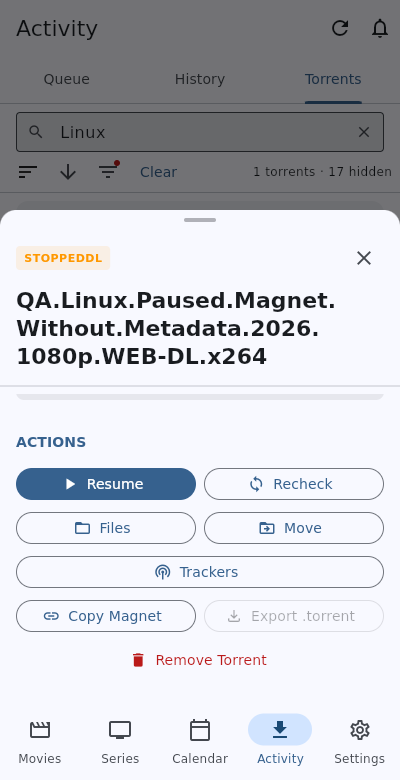 Activity
Queue
History
Torrents
Linux
Clear
1 torrents · 17 hidden
STOPPEDDL
QA.Linux.Paused.Magnet.
Without.Metadata.2026.
1080p.WEB-DL.x264
ACTIONS
Resume
Recheck
Files
Move
Trackers
Copy Magnet
Export .torrent
Remove Torrent
Movies
Series
Calendar
Activity
Settings